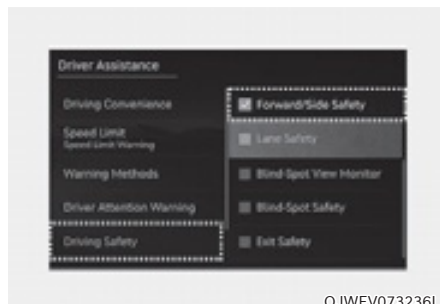 Driver Assistance
Driving Convenience
Speed Limit
Speed Limit Warning
Warning Methods
Driver Attention Warning
Driving Safety
Forward/Side Safety
Lane Safety
Blind-Spot View Monitor
Blind-Spot Safety
Exit Safety